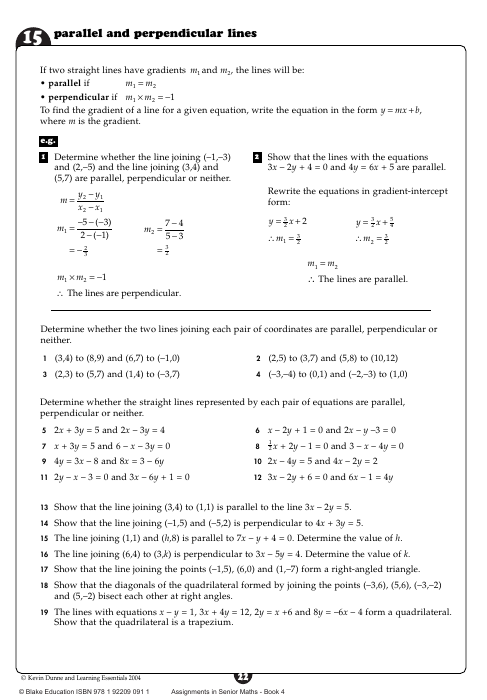 15 parallel and perpendicular lines
If two straight lines have gradients m₁ and m₂, the lines will be:
• parallel if m₁ = m₂
• perpendicular if m₁ × m₂ = –1
To find the gradient of a line for a given equation, write the equation in the form y = mx + b,
where m is the gradient.
e.g.
1 Determine whether the line joining (–1,–3)
and (2,–5) and the line joining (3,4) and
(5,7) are parallel, perpendicular or neither.
m = (y₂ – y₁)/(x₂ – x₁)
m₁ = (–5 – (–3))/(2 – (–1)) m₂ = (7 – 4)/(5 – 3)
= –2/3 = 3/2
m₁ × m₂ = –1
∴ The lines are perpendicular.
2 Show that the lines with the equations
3x – 2y + 4 = 0 and 4y = 6x + 5 are parallel.
Rewrite the equations in gradient-intercept
form:
y = 3/2 x + 2 y = 3/2 x + 5/4
∴ m₁ = 3/2 ∴ m₂ = 3/2
m₁ = m₂
∴ The lines are parallel.
Determine whether the two lines joining each pair of coordinates are parallel, perpendicular or
neither.
1 (3,4) to (8,9) and (6,7) to (–1,0) 2 (2,5) to (3,7) and (5,8) to (10,12)
3 (2,3) to (5,7) and (1,4) to (–3,7) 4 (–3,–4) to (0,1) and (–2,–3) to (1,0)
Determine whether the straight lines represented by each pair of equations are parallel,
perpendicular or neither.
5 2x + 3y = 5 and 2x – 3y = 4 6 x – 2y + 1 = 0 and 2x – y –3 = 0
7 x + 3y = 5 and 6 – x – 3y = 0 8 ½x + 2y – 1 = 0 and 3 – x – 4y = 0
9 4y = 3x – 8 and 8x = 3 – 6y 10 2x – 4y = 5 and 4x – 2y = 2
11 2y – x – 3 = 0 and 3x – 6y + 1 = 0 12 3x – 2y + 6 = 0 and 6x – 1 = 4y
13 Show that the line joining (3,4) to (1,1) is parallel to the line 3x – 2y = 5.
14 Show that the line joining (–1,5) and (–5,2) is perpendicular to 4x + 3y = 5.
15 The line joining (1,1) and (h,8) is parallel to 7x – y + 4 = 0. Determine the value of h.
16 The line joining (6,4) to (3,k) is perpendicular to 3x – 5y = 4. Determine the value of k.
17 Show that the line joining the points (–1,5), (6,0) and (1,–7) form a right-angled triangle.
18 Show that the diagonals of the quadrilateral formed by joining the points (–3,6), (5,6), (–3,–2)
and (5,–2) bisect each other at right angles.
19 The lines with equations x – y = 1, 3x + 4y = 12, 2y = x +6 and 8y = –6x – 4 form a quadrilateral.
Show that the quadrilateral is a trapezium.
© Kevin Dunne and Learning Essentials 2004 22
© Blake Education ISBN 978 1 92209 091 1 Assignments in Senior Maths - Book 4